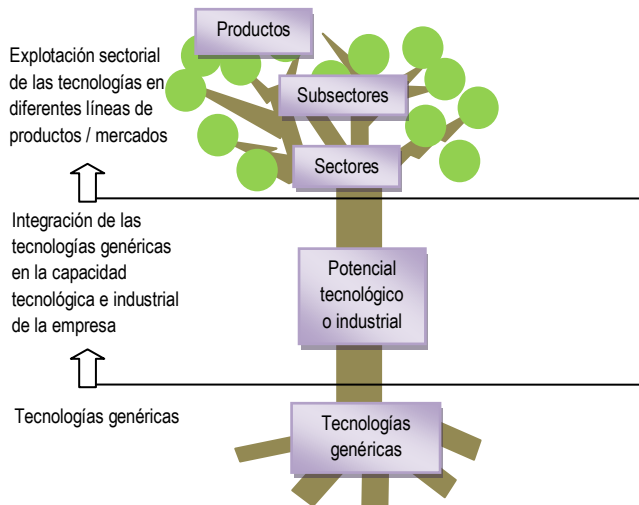 Productos
Explotación sectorial
de las tecnologías en
diferentes líneas de
productos / mercados
Subsectores
Sectores
Integración de las
tecnologías genéricas
en la capacidad
tecnológica e industrial
de la empresa
Potencial
tecnológico
o industrial
Tecnologías genéricas
Tecnologías
genéricas